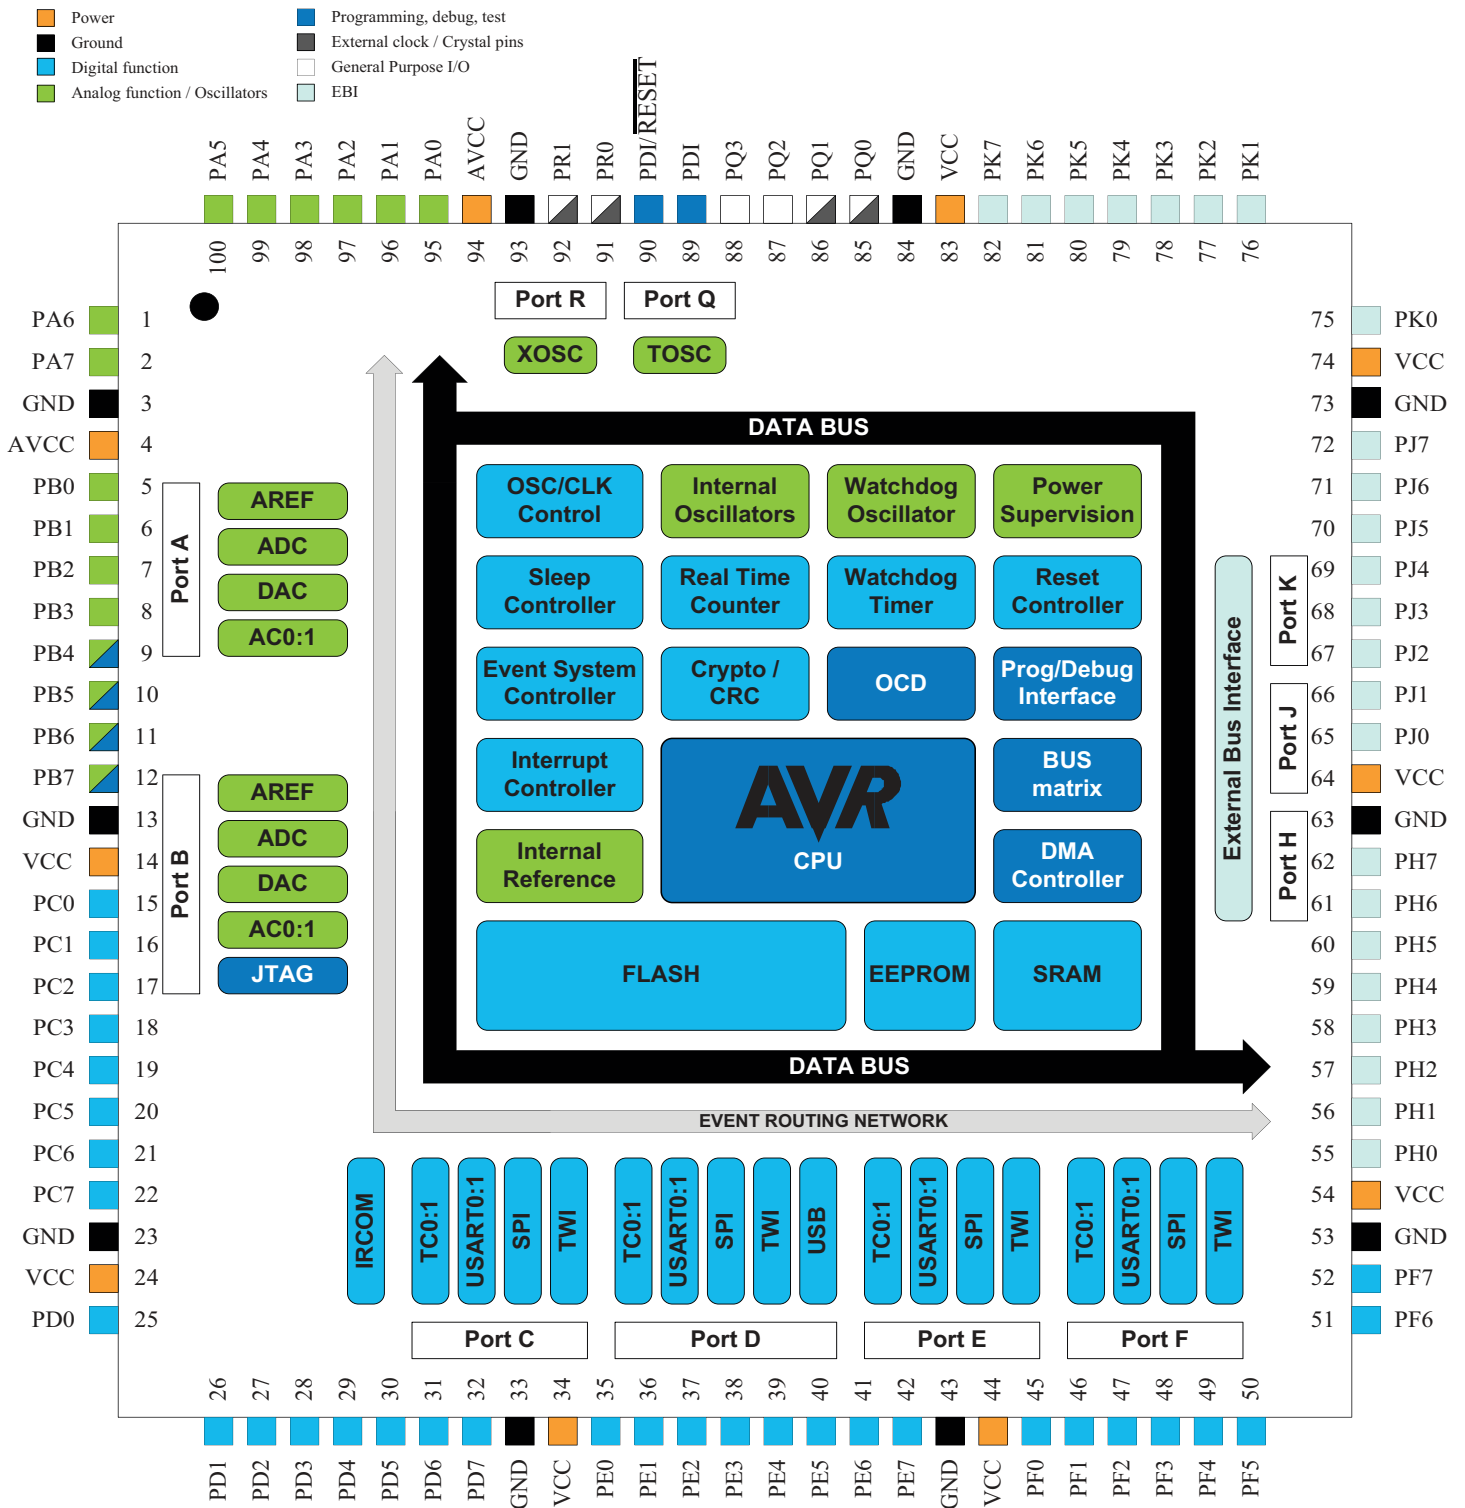 Power
Ground
Digital function
Analog function / Oscillators
Programming, debug, test
External clock / Crystal pins
General Purpose I/O
EBI
PA5
PA4
PA3
PA2
PA1
PA0
AVCC
GND
PR1
PR0
PDI/RESET
PDI
PQ3
PQ2
PQ1
PQ0
GND
VCC
PK7
PK6
PK5
PK4
PK3
PK2
PK1
100
99
98
97
96
95
94
93
92
91
90
89
88
87
86
85
84
83
82
81
80
79
78
77
76
Port R
Port Q
XOSC
TOSC
PA6 1
PA7 2
GND 3
AVCC 4
PB0 5
PB1 6
PB2 7
PB3 8
PB4 9
PB5 10
PB6 11
PB7 12
GND 13
VCC 14
PC0 15
PC1 16
PC2 17
PC3 18
PC4 19
PC5 20
PC6 21
PC7 22
GND 23
VCC 24
PD0 25
Port A
AREF
ADC
DAC
AC0:1
Port B
AREF
ADC
DAC
AC0:1
JTAG
DATA BUS
OSC/CLK
Control
Internal
Oscillators
Watchdog
Oscillator
Power
Supervision
Sleep
Controller
Real Time
Counter
Watchdog
Timer
Reset
Controller
Event System
Controller
Crypto /
CRC
OCD
Prog/Debug
Interface
Interrupt
Controller
AVR
CPU
BUS
matrix
Internal
Reference
DMA
Controller
FLASH
EEPROM
SRAM
DATA BUS
EVENT ROUTING NETWORK
External Bus Interface
Port K
Port J
Port H
75 PK0
74 VCC
73 GND
72 PJ7
71 PJ6
70 PJ5
69 PJ4
68 PJ3
67 PJ2
66 PJ1
65 PJ0
64 VCC
63 GND
62 PH7
61 PH6
60 PH5
59 PH4
58 PH3
57 PH2
56 PH1
55 PH0
54 VCC
53 GND
52 PF7
51 PF6
IRCOM
TC0:1
USART0:1
SPI
TWI
TC0:1
USART0:1
SPI
TWI
USB
TC0:1
USART0:1
SPI
TWI
TC0:1
USART0:1
SPI
TWI
Port C
Port D
Port E
Port F
26
27
28
29
30
31
32
33
34
35
36
37
38
39
40
41
42
43
44
45
46
47
48
49
50
PD1
PD2
PD3
PD4
PD5
PD6
PD7
GND
VCC
PE0
PE1
PE2
PE3
PE4
PE5
PE6
PE7
GND
VCC
PF0
PF1
PF2
PF3
PF4
PF5